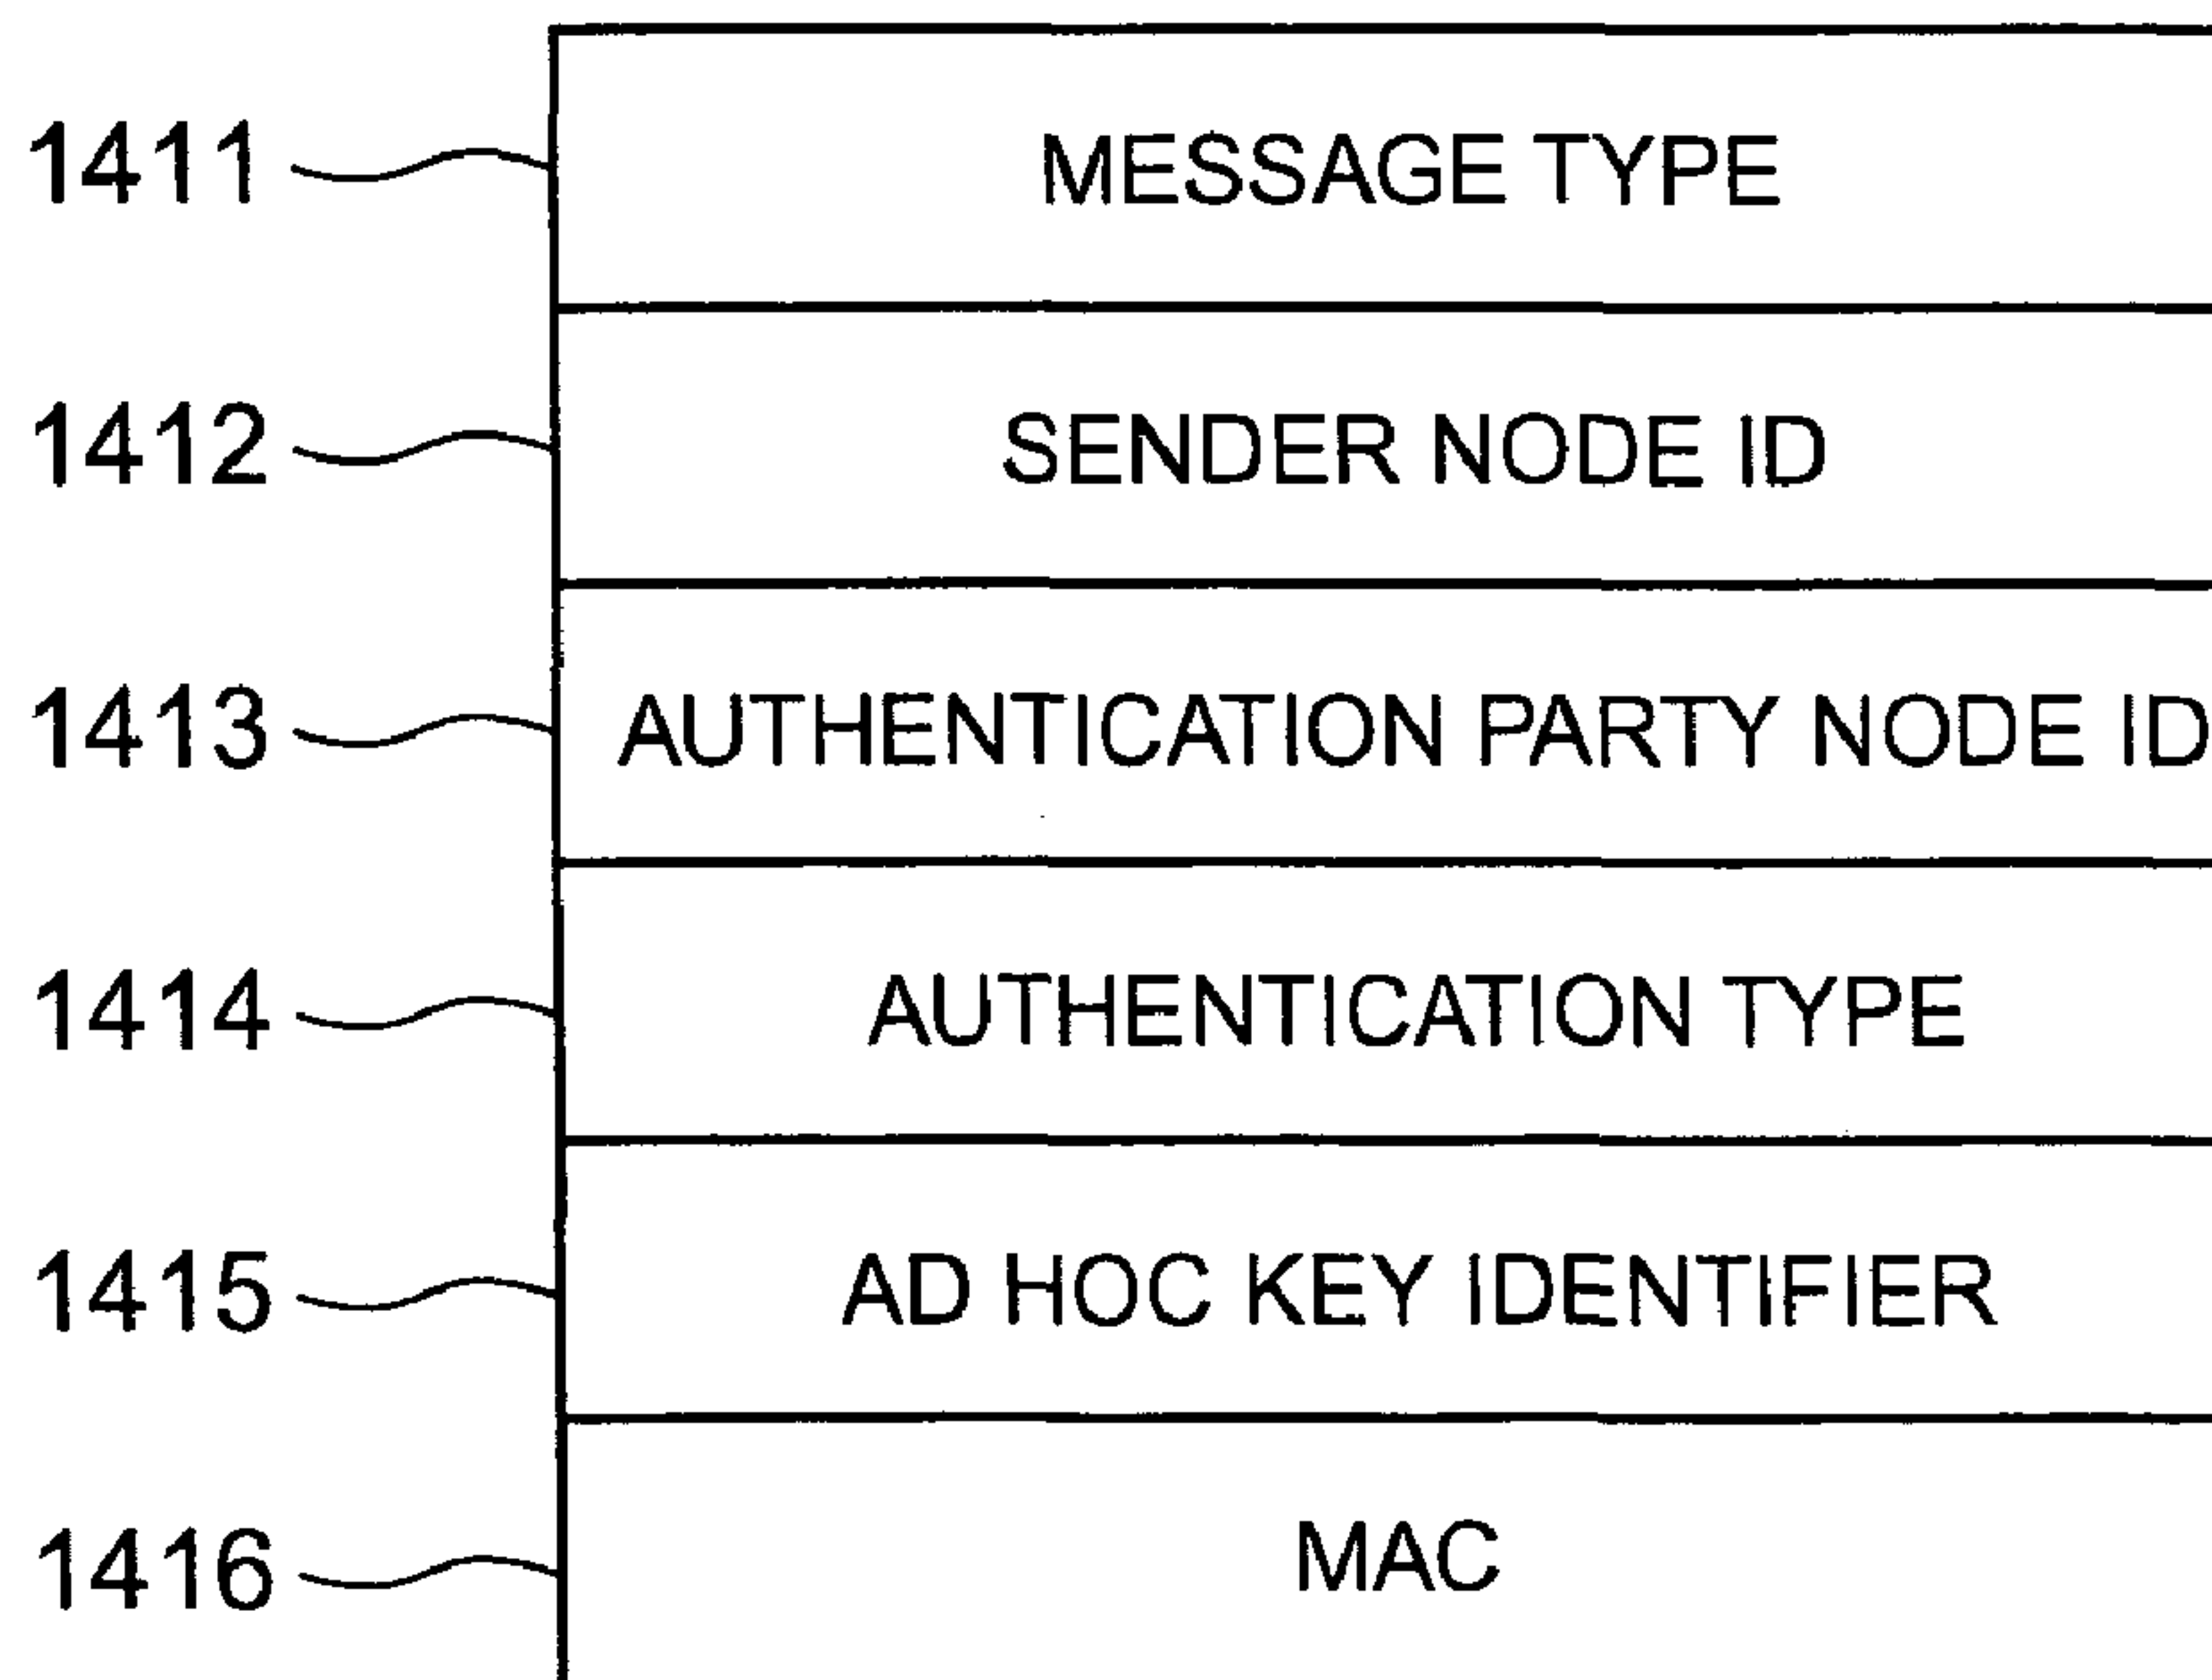 1411 MESSAGE TYPE
1412 SENDER NODE ID
1413 AUTHENTICATION PARTY NODE ID
1414 AUTHENTICATION TYPE
1415 AD HOC KEY IDENTIFIER
1416 MAC